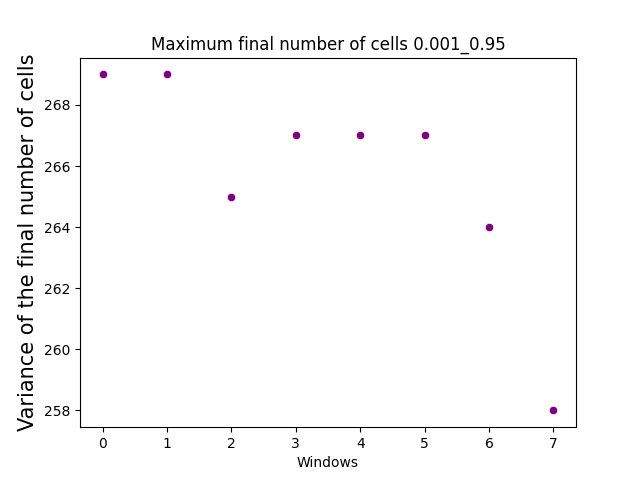 Maximum final number of cells 0.001_0.95
Variance of the final number of cells
268
266
264
262
260
258
0 1 2 3 4 5 6 7
Windows